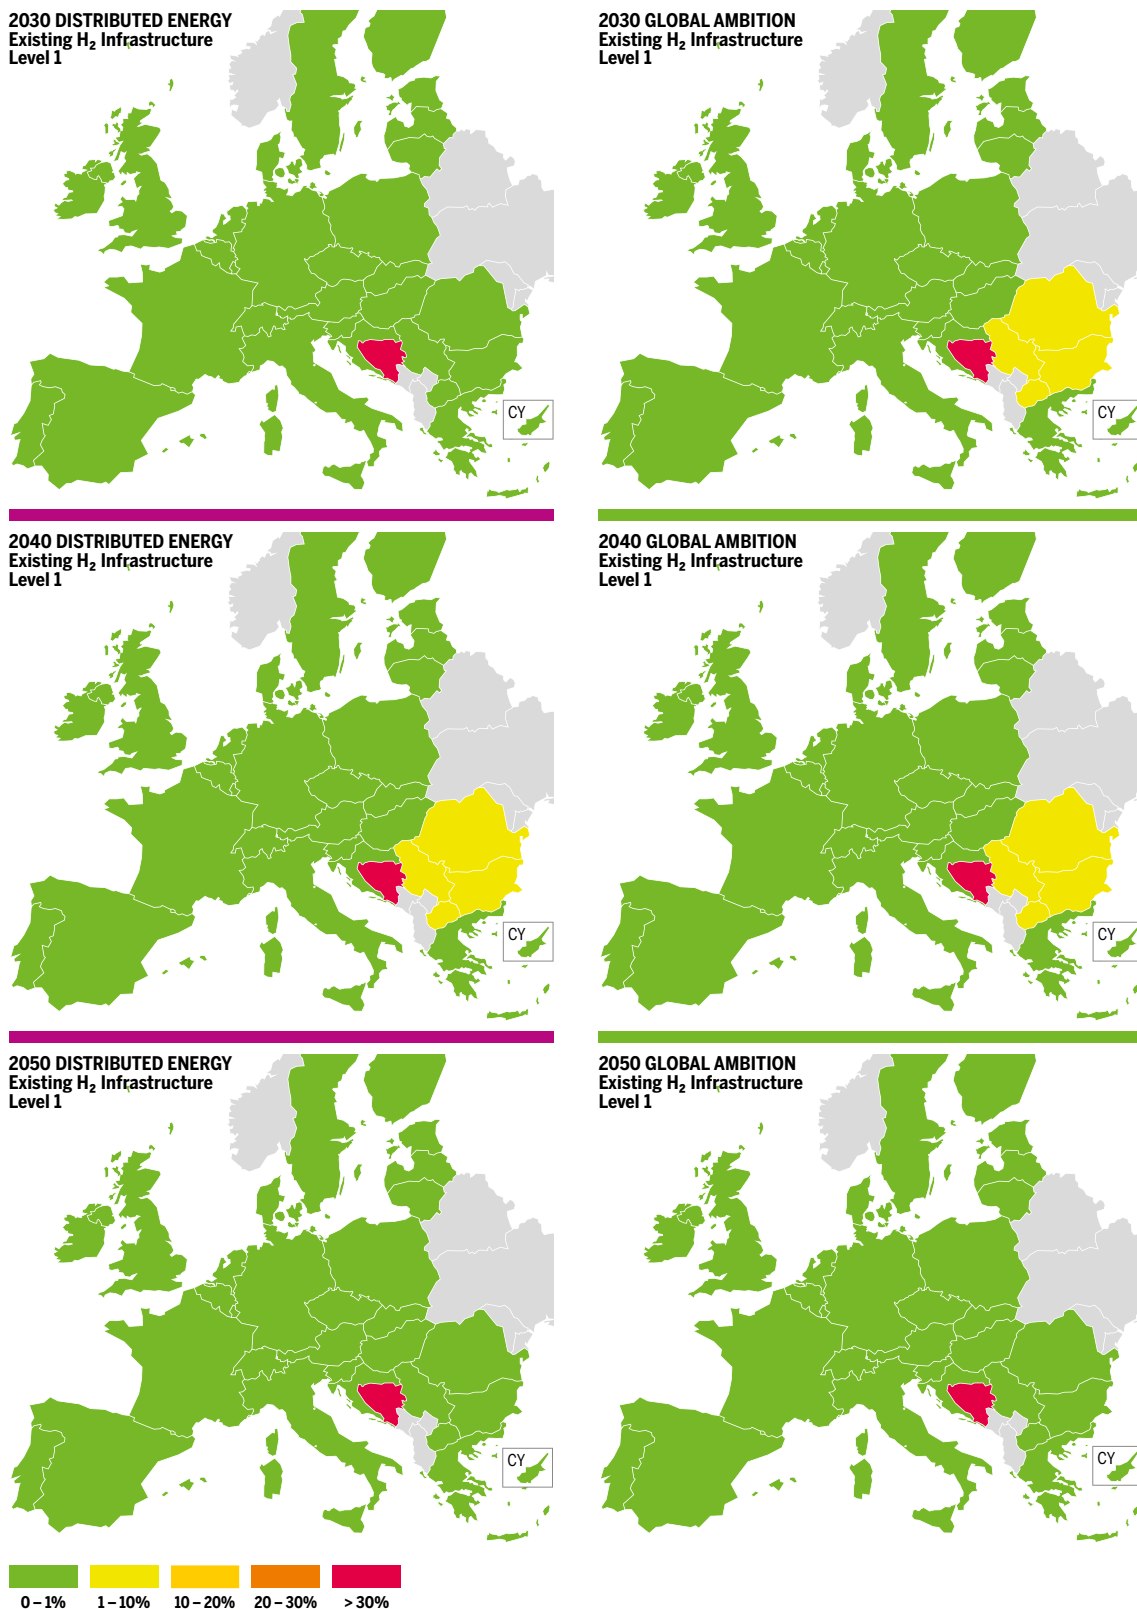 2030 DISTRIBUTED ENERGY
Existing H₂ Infrastructure
Level 1
CY
2030 GLOBAL AMBITION
Existing H₂ Infrastructure
Level 1
CY
2040 DISTRIBUTED ENERGY
Existing H₂ Infrastructure
Level 1
CY
2040 GLOBAL AMBITION
Existing H₂ Infrastructure
Level 1
CY
2050 DISTRIBUTED ENERGY
Existing H₂ Infrastructure
Level 1
CY
2050 GLOBAL AMBITION
Existing H₂ Infrastructure
Level 1
CY
0 – 1% 1 – 10% 10 – 20% 20 – 30% > 30%